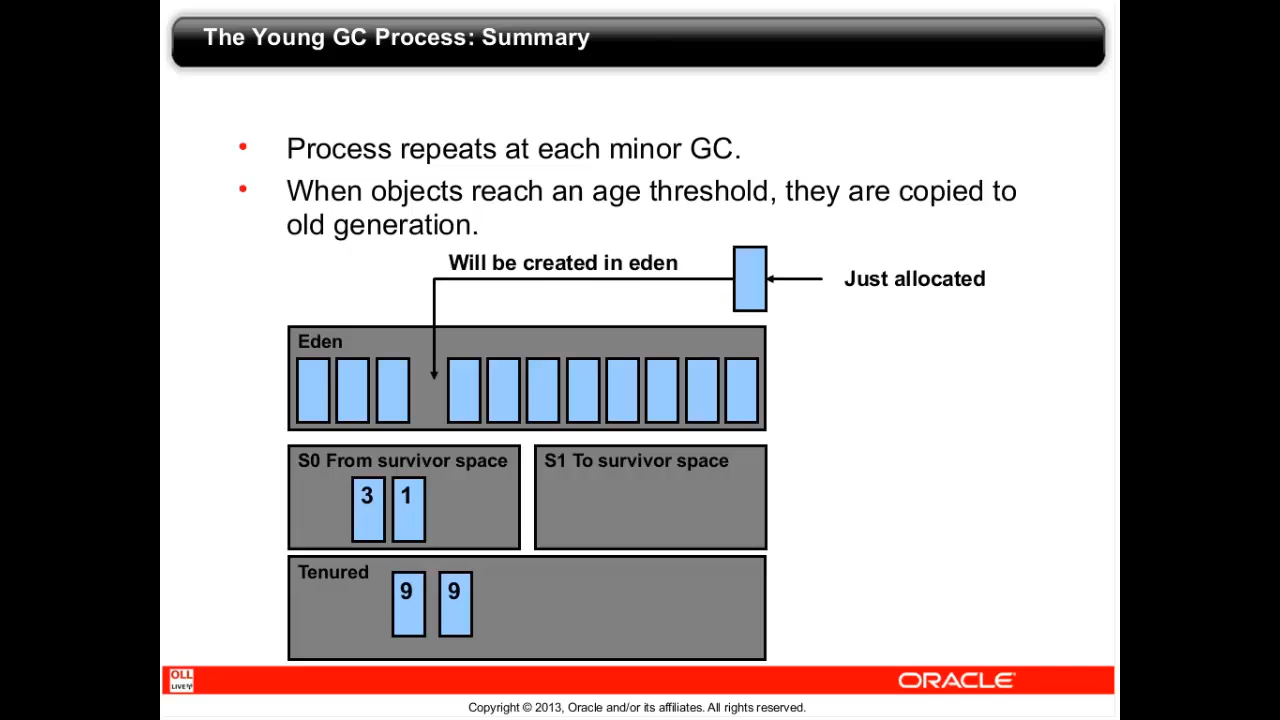 The Young GC Process: Summary
• Process repeats at each minor GC.
• When objects reach an age threshold, they are copied to
old generation.
Will be created in eden
Just allocated
Eden
S0 From survivor space
S1 To survivor space
3 1
Tenured
9 9
OLL
LIVE
ORACLE
Copyright © 2013, Oracle and/or its affiliates. All rights reserved.